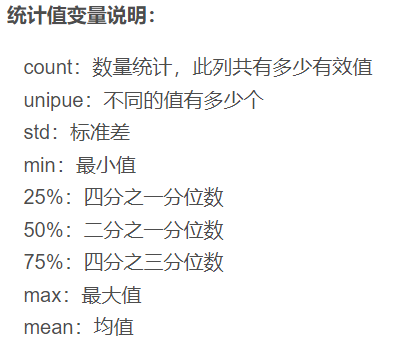 统计值变量说明：
count：数量统计，此列共有多少有效值
unipue：不同的值有多少个
std：标准差
min：最小值
25%：四分之一分位数
50%：二分之一分位数
75%：四分之三分位数
max：最大值
mean：均值